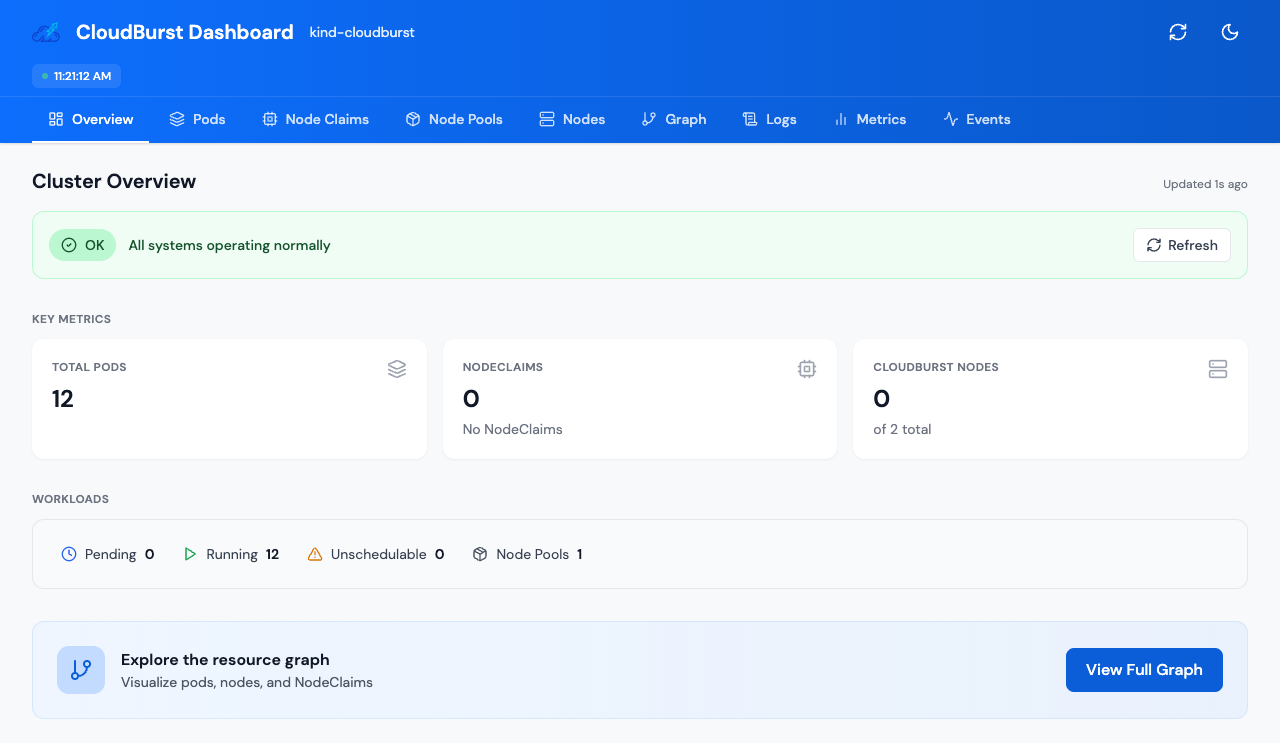 CloudBurst Dashboard kind-cloudburst
11:21:12 AM
Overview Pods Node Claims Node Pools Nodes Graph Logs Metrics Events
Cluster Overview
Updated 1s ago
OK All systems operating normally Refresh
KEY METRICS
TOTAL PODS
12
NODECLAIMS
0
No NodeClaims
CLOUDBURST NODES
0
of 2 total
WORKLOADS
Pending 0 Running 12 Unschedulable 0 Node Pools 1
Explore the resource graph
Visualize pods, nodes, and NodeClaims
View Full Graph